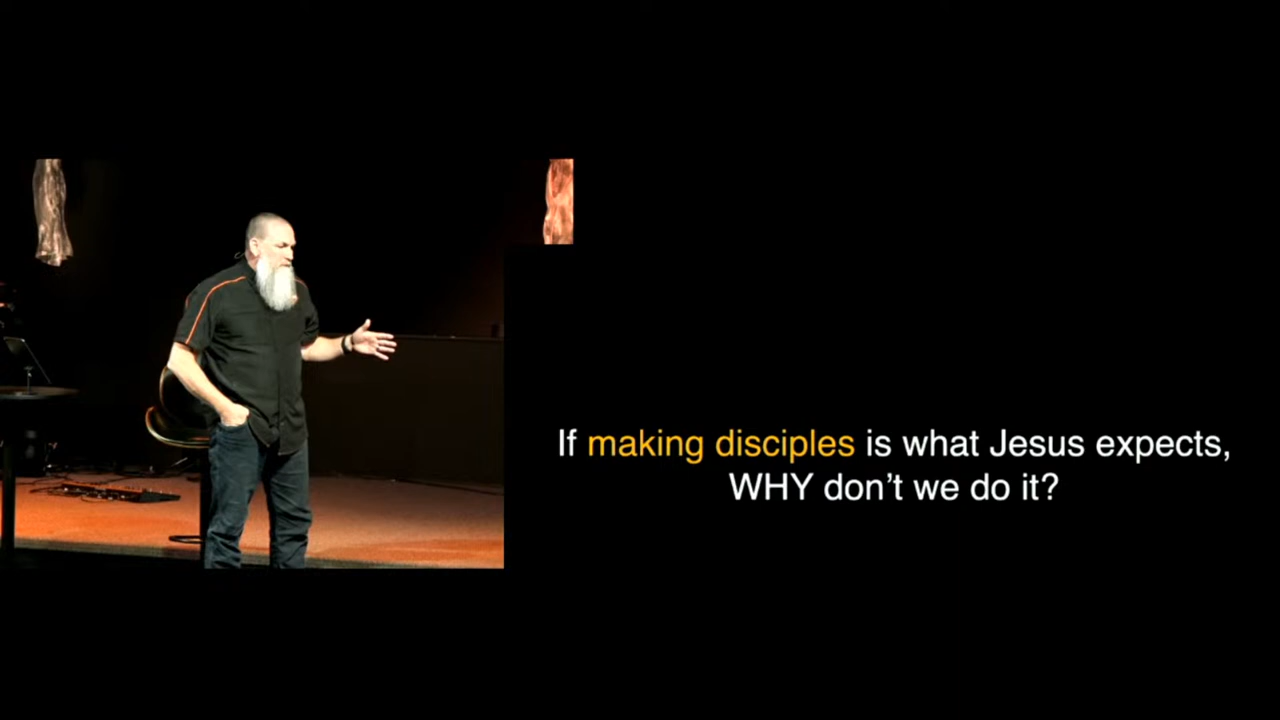 If making disciples is what Jesus expects,
WHY don’t we do it?